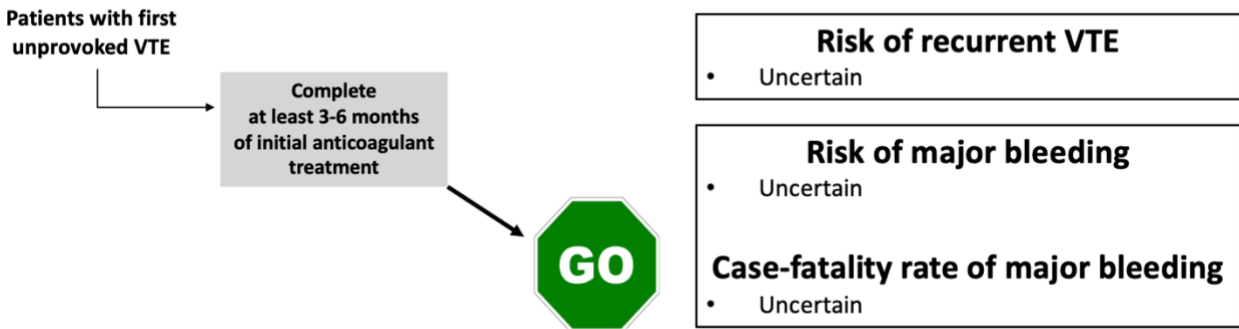 Patients with first
unprovoked VTE
Complete
at least 3-6 months
of initial anticoagulant
treatment
GO
Risk of recurrent VTE
• Uncertain
Risk of major bleeding
• Uncertain
Case-fatality rate of major bleeding
• Uncertain